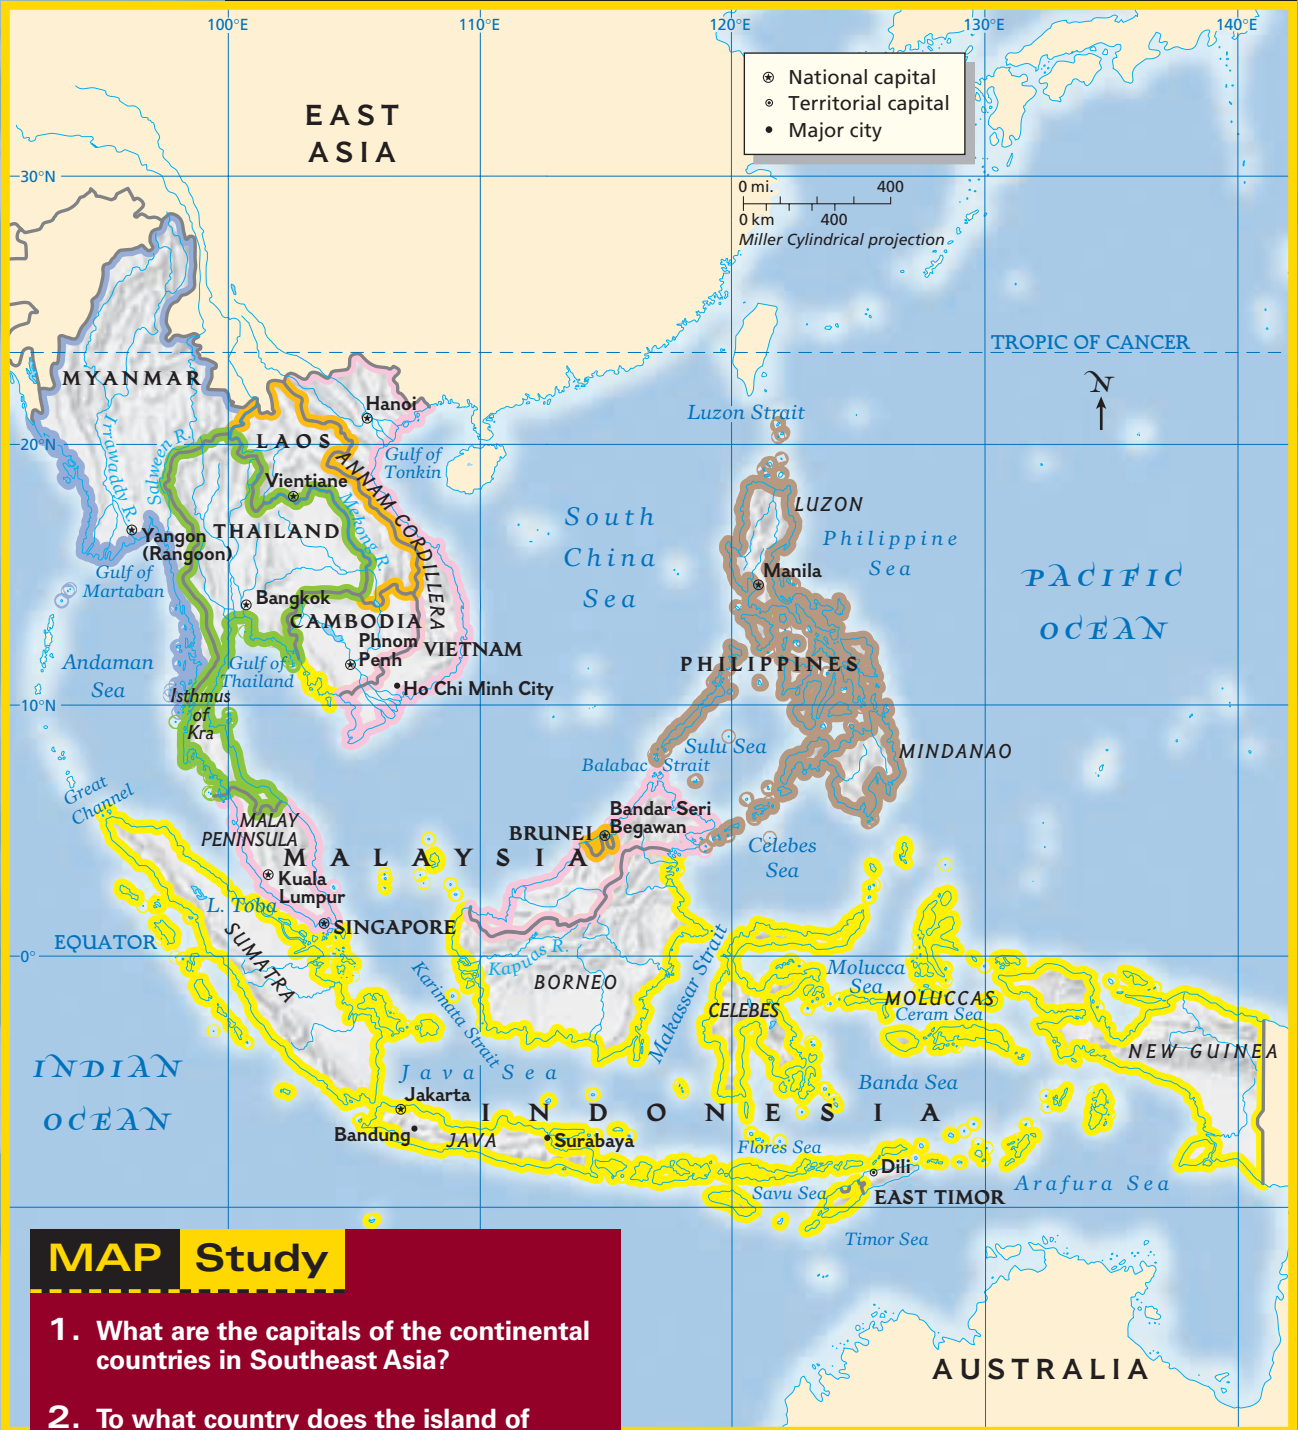 100°E
110°E
120°E
130°E
140°E
National capital
Territorial capital
Major city
EAST
ASIA
30°N
0 mi.
400
0 km
400
Miller Cylindrical projection
TROPIC OF CANCER
N
MYANMAR
Hanoi
Luzon Strait
LAOS
20°N
Gulf of
Tonkin
Irrawaddy R.
Salween R.
ANNAM CORDILLERA
Vientiane
Mekong R.
LUZON
South
China
Sea
Philippine
Sea
THAILAND
Yangon
(Rangoon)
Gulf of
Martaban
Manila
PACIFIC
OCEAN
Bangkok
CAMBODIA
Phnom
Penh
VIETNAM
Andaman
Sea
Gulf of
Thailand
PHILIPPINES
Ho Chi Minh City
Isthmus
of
Kra
10°N
Sulu Sea
MINDANAO
Balabac Strait
Great
Channel
Bandar Seri
Begawan
MALAY
PENINSULA
BRUNEI
MALAYSIA
Celebes
Sea
Kuala
Lumpur
L. Toba
SINGAPORE
EQUATOR
SUMATRA
0°
Kapuas R.
BORNEO
Karimata Strait
Makassar Strait
Molucca
Sea
CELEBES
MOLUCCAS
Ceram Sea
NEW GUINEA
INDIAN
OCEAN
Java Sea
Banda Sea
Jakarta
INDONESIA
Bandung
JAVA
Surabaya
Flores Sea
Dili
Savu Sea
EAST TIMOR
Arafura Sea
Timor Sea
AUSTRALIA
MAP Study
1. What are the capitals of the continental
countries in Southeast Asia?
2. To what country does the island of